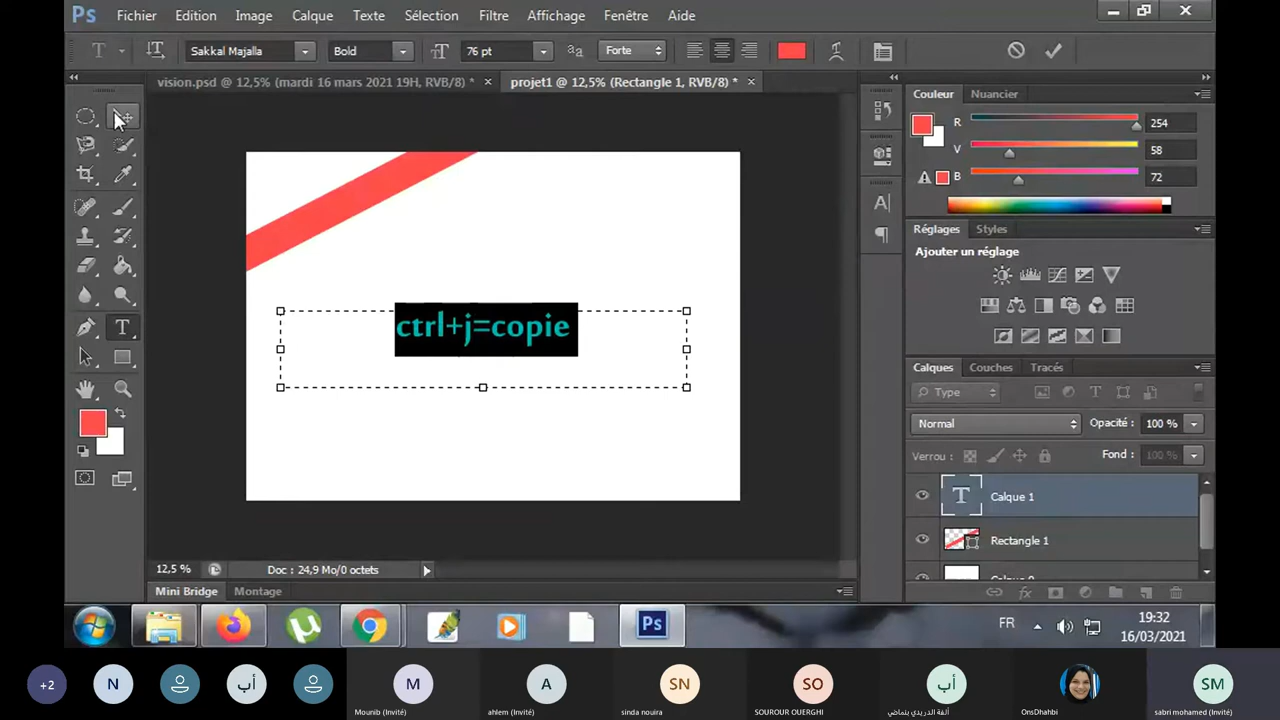 Ps Fichier Edition Image Calque Texte Sélection Filtre Affichage Fenêtre Aide
T Sakkal Majalla Bold 76 pt Forte
vision.psd @ 12,5% (mardi 16 mars 2021 19H, RVB/8) * × projet1 @ 12,5% (Rectangle 1, RVB/8) * ×
Couleur Nuancier
R 254
V 58
B 72
Réglages Styles
Ajouter un réglage
ctrl+j=copie
Calques Couches Tracés
Type
Normal Opacité : 100 %
Verrou : Fond : 100 %
T Calque 1
Rectangle 1
12,5 % Doc : 24,9 Mo/0 octets
Mini Bridge Montage
Ps FR 19:32
16/03/2021
+2 N أب M A SN SO أب SM
Mounib (Invité) ahlem (Invité) sinda nouira SOUROUR OUERGHI ألفة الدريدي بنماضي OnsDhahbi sabri mohamed (Invité)